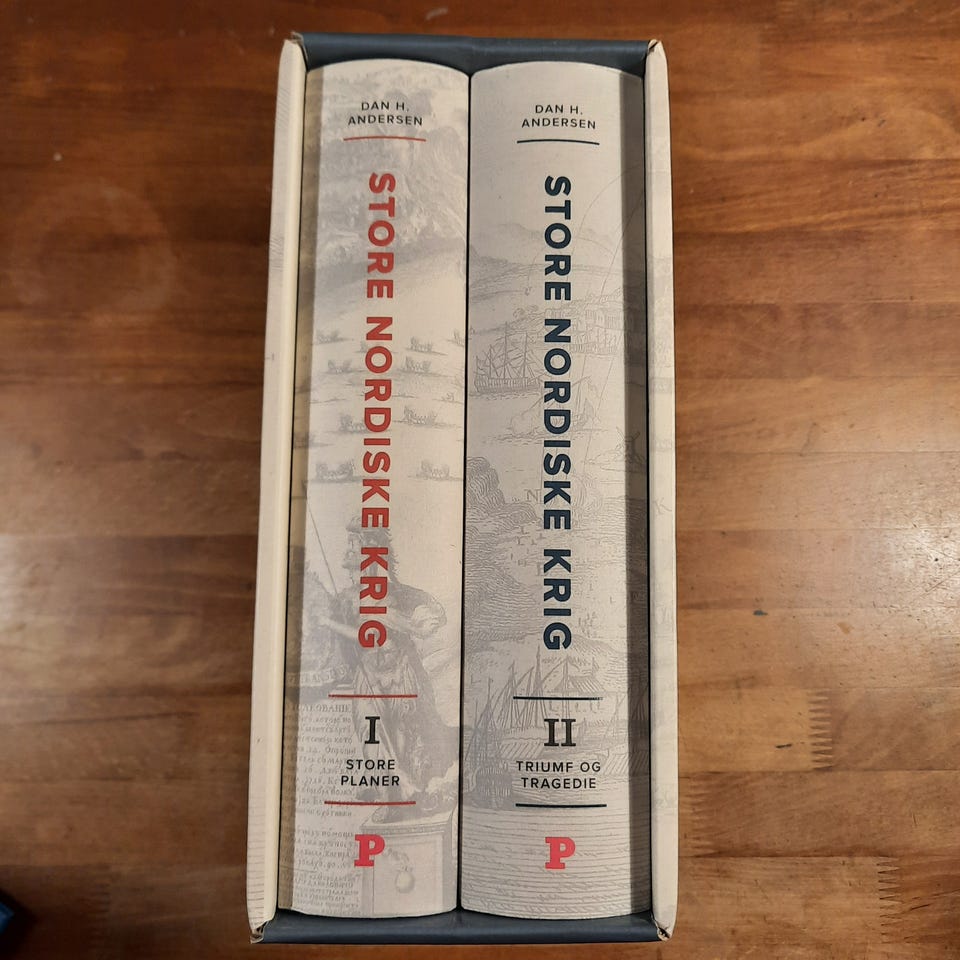 DAN H.
ANDERSEN
STORE NORDISKE KRIG
I
STORE
PLANER
P
DAN H.
ANDERSEN
STORE NORDISKE KRIG
II
TRIUMF OG
TRAGEDIE
P